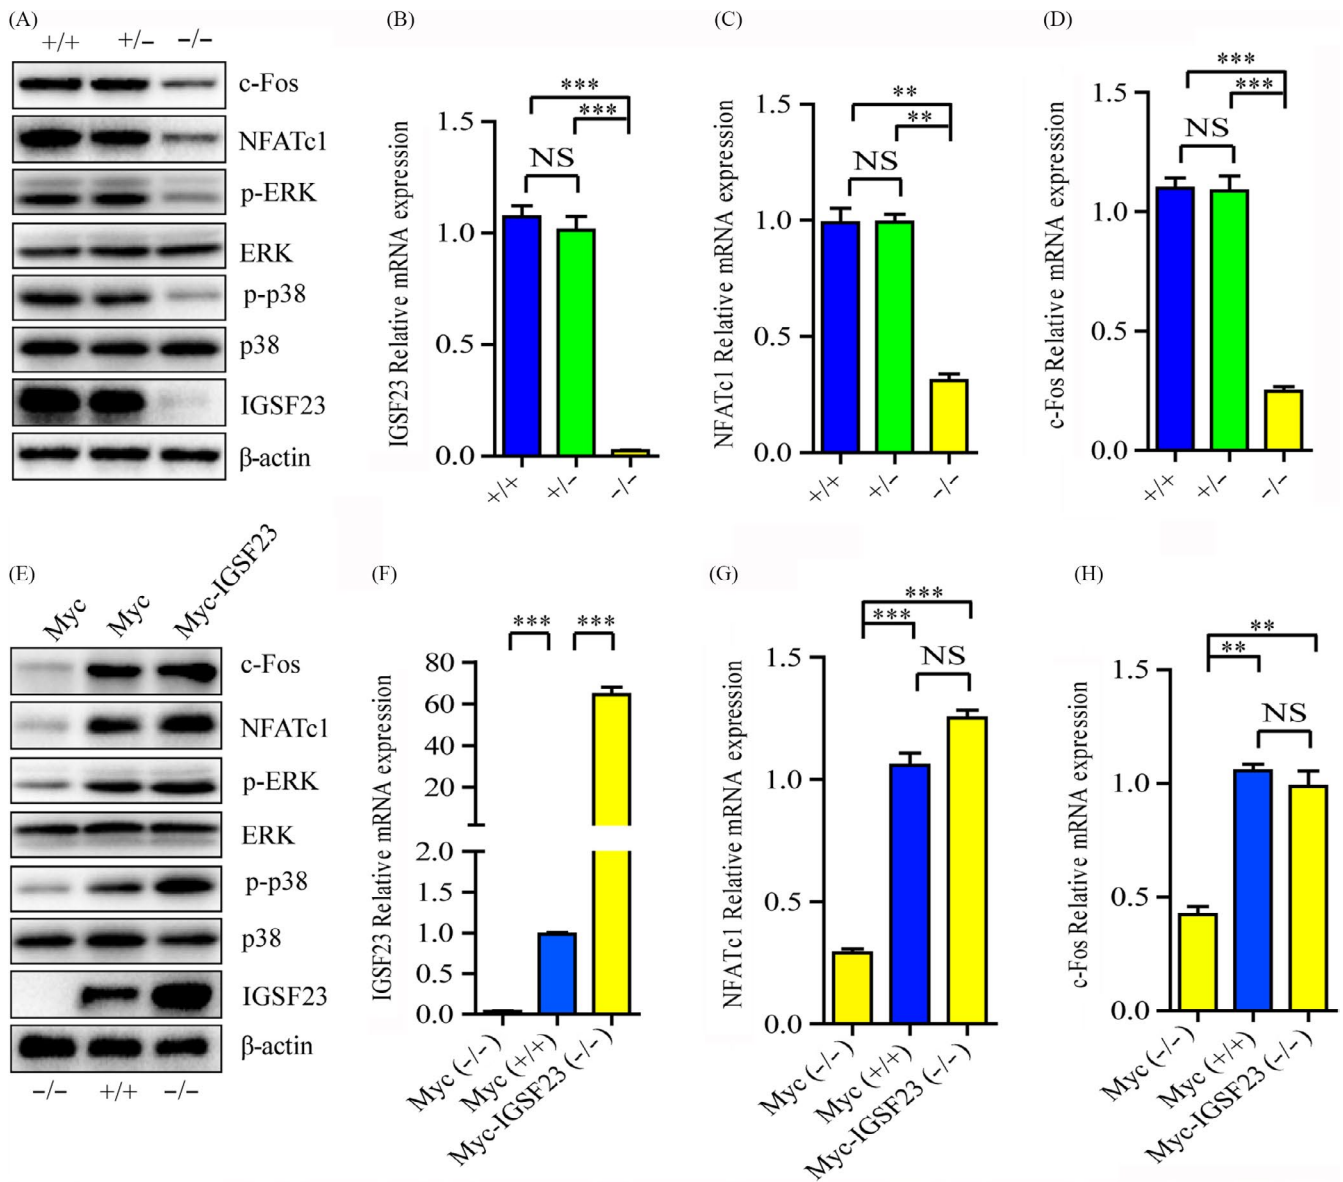 (A)
+/+ +/− −/−
c-Fos
NFATc1
p-ERK
ERK
p-p38
p38
IGSF23
β-actin
(B)
IGSF23 Relative mRNA expression
***
***
NS
1.5
1.0
0.5
0.0
+/+ +/- −/−
(C)
NFATc1 Relative mRNA expression
**
**
NS
1.5
1.0
0.5
0.0
+/+ +/- −/−
(D)
c-Fos Relative mRNA expression
***
***
NS
1.5
1.0
0.5
0.0
+/+ +/- −/−
(E)
Myc Myc Myc-IGSF23
c-Fos
NFATc1
p-ERK
ERK
p-p38
p38
IGSF23
β-actin
−/− +/+ −/−
(F)
IGSF23 Relative mRNA expression
*** ***
80
60
40
20
2.0
1.5
1.0
0.5
0.0
Myc (−/−)
Myc (+/+)
Myc-IGSF23 (−/−)
(G)
NFATc1 Relative mRNA expression
***
***
NS
1.5
1.0
0.5
0.0
Myc (−/−)
Myc (+/+)
Myc-IGSF23 (−/−)
(H)
c-Fos Relative mRNA expression
**
**
NS
1.5
1.0
0.5
0.0
Myc (−/−)
Myc (+/+)
Myc-IGSF23 (−/−)